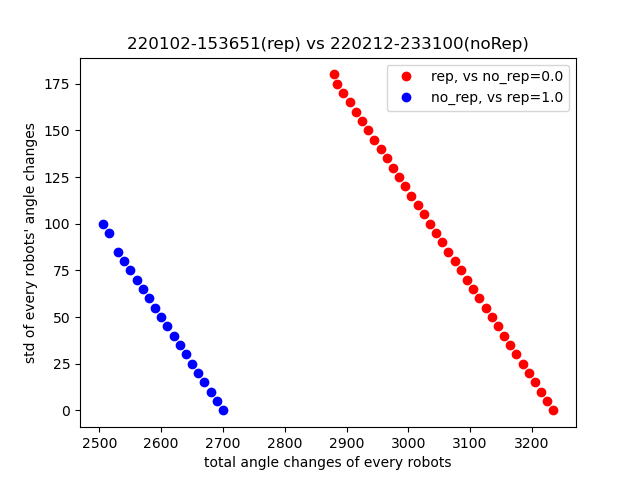 220102-153651(rep) vs 220212-233100(noRep)
rep, vs no_rep=0.0
no_rep, vs rep=1.0
std of every robots' angle changes
175
150
125
100
75
50
25
0
2500 2600 2700 2800 2900 3000 3100 3200
total angle changes of every robots